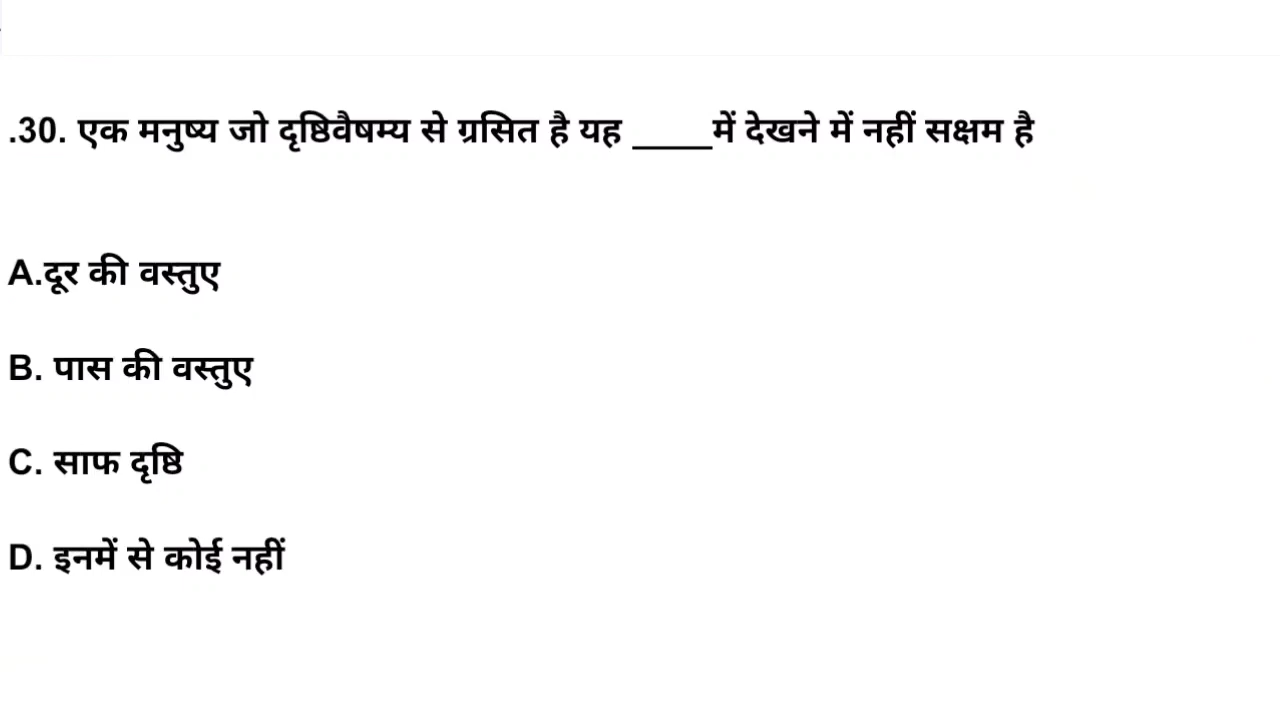 .30. एक मनुष्य जो दृष्ठिवैषम्य से ग्रसित है यह _____में देखने में नहीं सक्षम है
A.दूर की वस्तुए
B. पास की वस्तुए
C. साफ दृष्ठि
D. इनमें से कोई नहीं